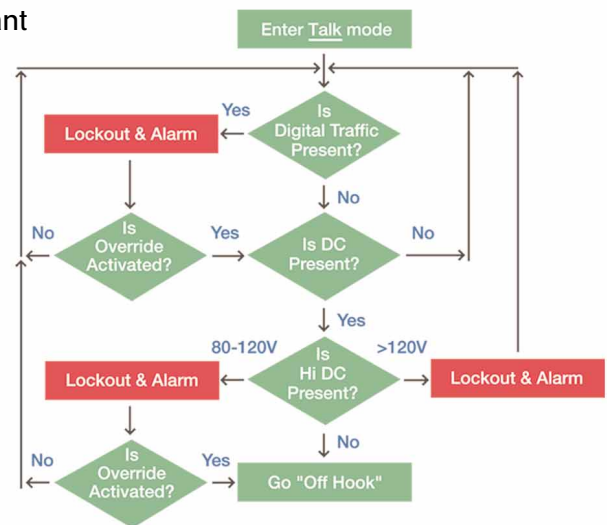 ant
Enter Talk mode
Yes
Is
Digital Traffic
Present?
Lockout & Alarm
No
No
Is
Override
Activated?
Yes
Is DC
Present?
No
Yes
80-120V
Is
Hi DC
Present?
>120V
Lockout & Alarm
Lockout & Alarm
No
No
Is
Override
Activated?
Yes
Go "Off Hook"